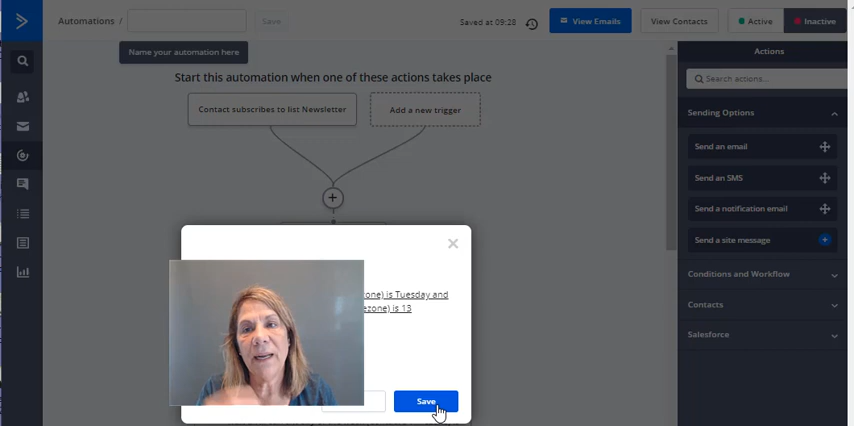 Automations /
Save
Saved at 09:28
View Emails
View Contacts
Active
Inactive
Name your automation here
Actions
Start this automation when one of these actions takes place
Search actions...
Contact subscribes to list Newsletter
Add a new trigger
Sending Options
Send an email
Send an SMS
Send a notification email
Send a site message
Conditions and Workflow
Contacts
Salesforce
is Tuesday and
is 13
Save